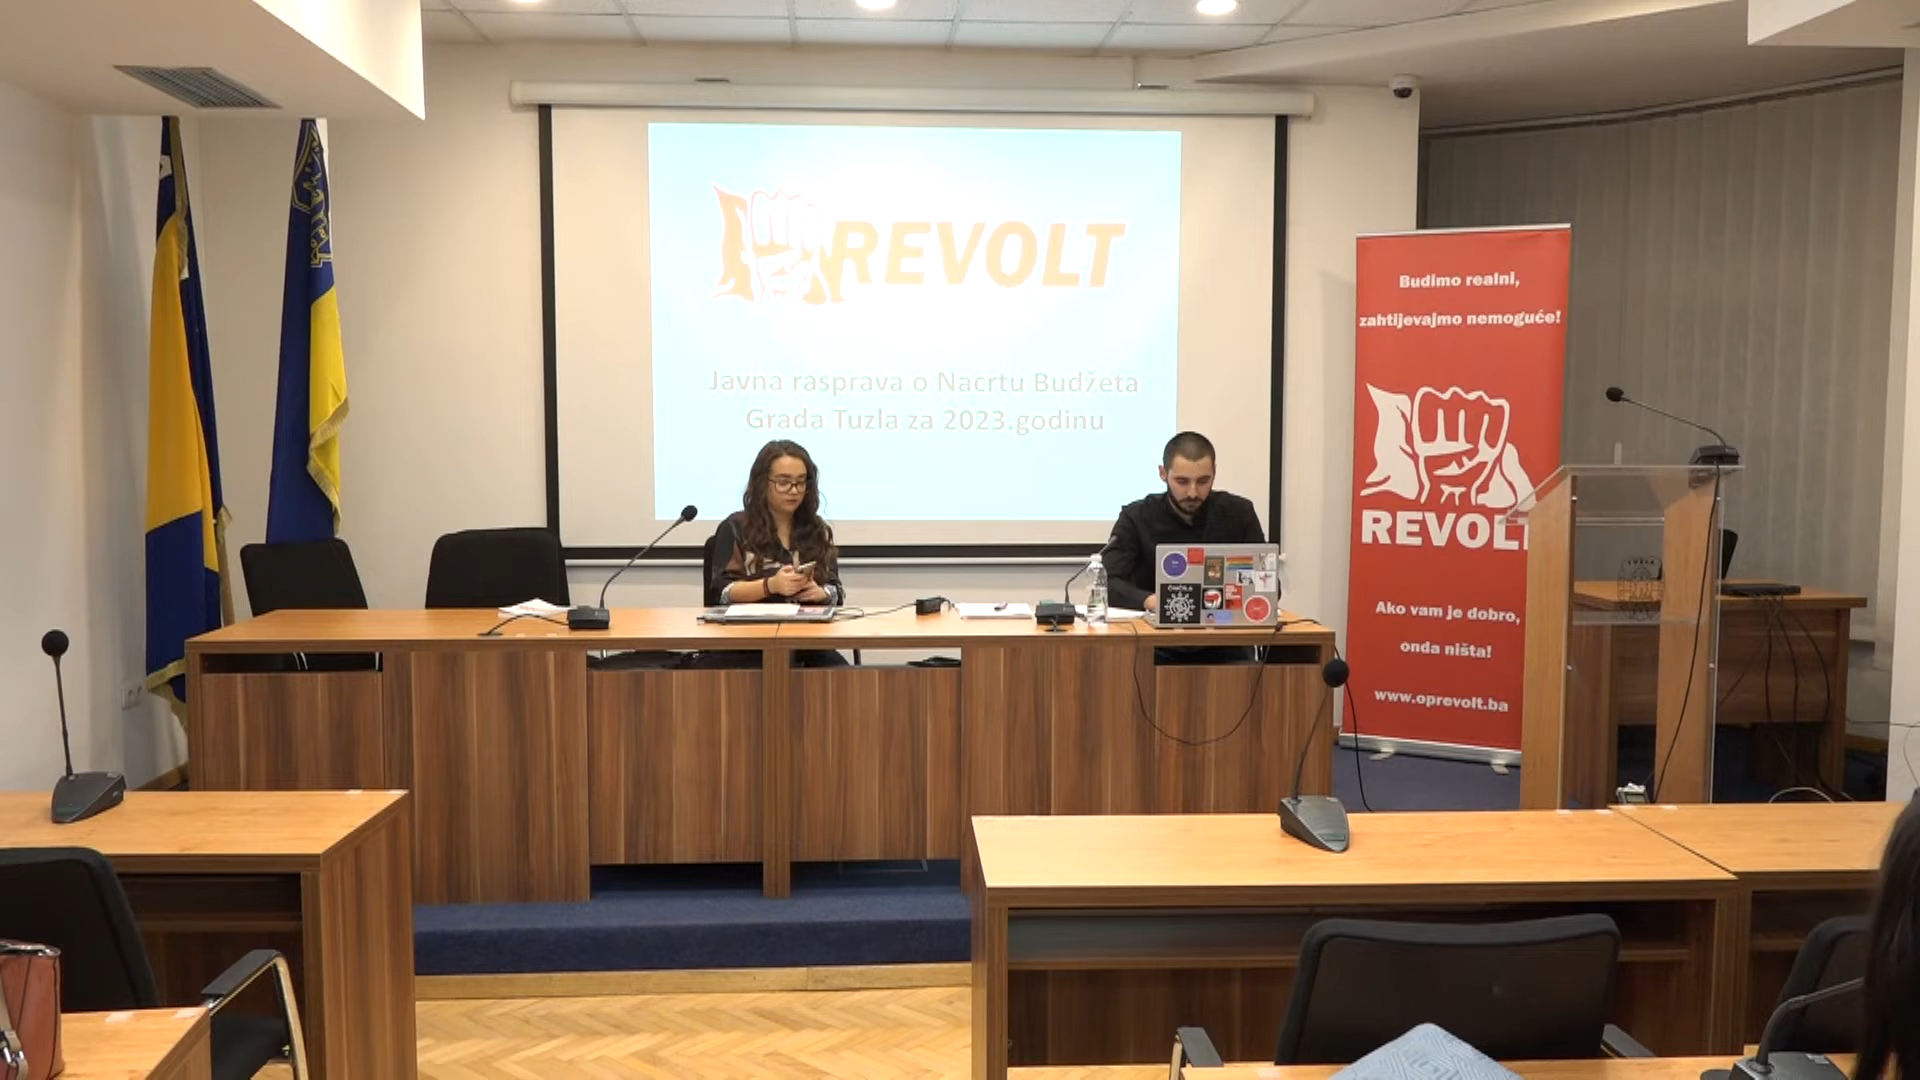 REVOLT
Javna rasprava o Nacrtu Budžeta
Grada Tuzla za 2023.godinu
Budimo realni,
zahtijevajmo nemoguće!
REVOLT
Ako vam je dobro,
onda ništa!
www.oprevolt.ba
TUZLA